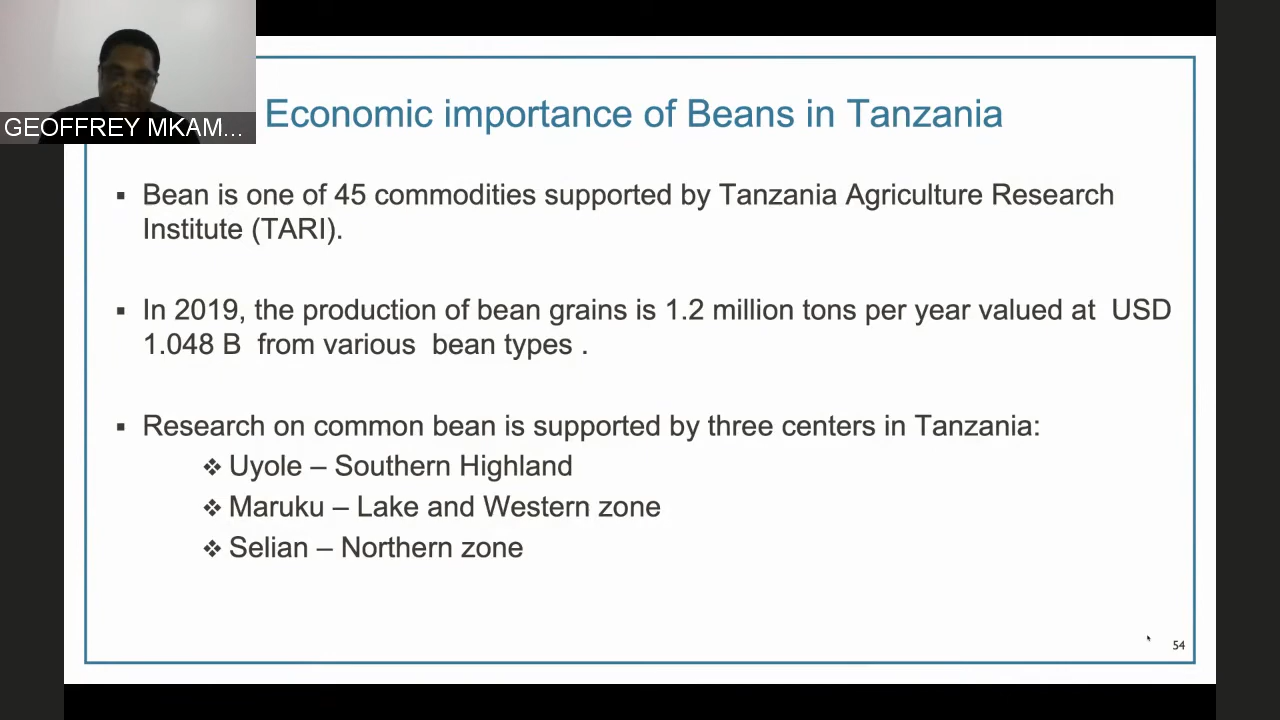 GEOFFREY MKAM...
Economic importance of Beans in Tanzania
▪ Bean is one of 45 commodities supported by Tanzania Agriculture Research
Institute (TARI).
▪ In 2019, the production of bean grains is 1.2 million tons per year valued at  USD
1.048 B  from various  bean types .
▪ Research on common bean is supported by three centers in Tanzania:
❖ Uyole – Southern Highland
❖ Maruku – Lake and Western zone
❖ Selian – Northern zone
54